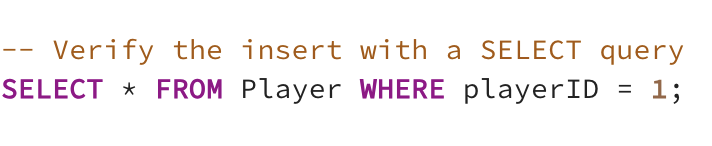 -- Verify the insert with a SELECT query
SELECT * FROM Player WHERE playerID = 1;